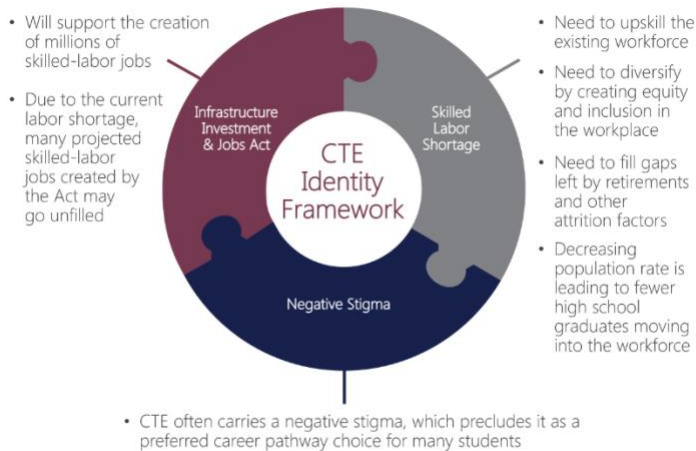 • Will support the creation
of millions of
skilled-labor jobs
• Due to the current
labor shortage,
many projected
skilled-labor
jobs created by
the Act may
go unfilled
Infrastructure
Investment
& Jobs Act
CTE
Identity
Framework
Skilled
Labor
Shortage
• Need to upskill the
existing workforce
• Need to diversify
by creating equity
and inclusion in
the workplace
• Need to fill gaps
left by retirements
and other
attrition factors
• Decreasing
population rate is
leading to fewer
high school
graduates moving
into the workforce
Negative Stigma
• CTE often carries a negative stigma, which precludes it as a
preferred career pathway choice for many students